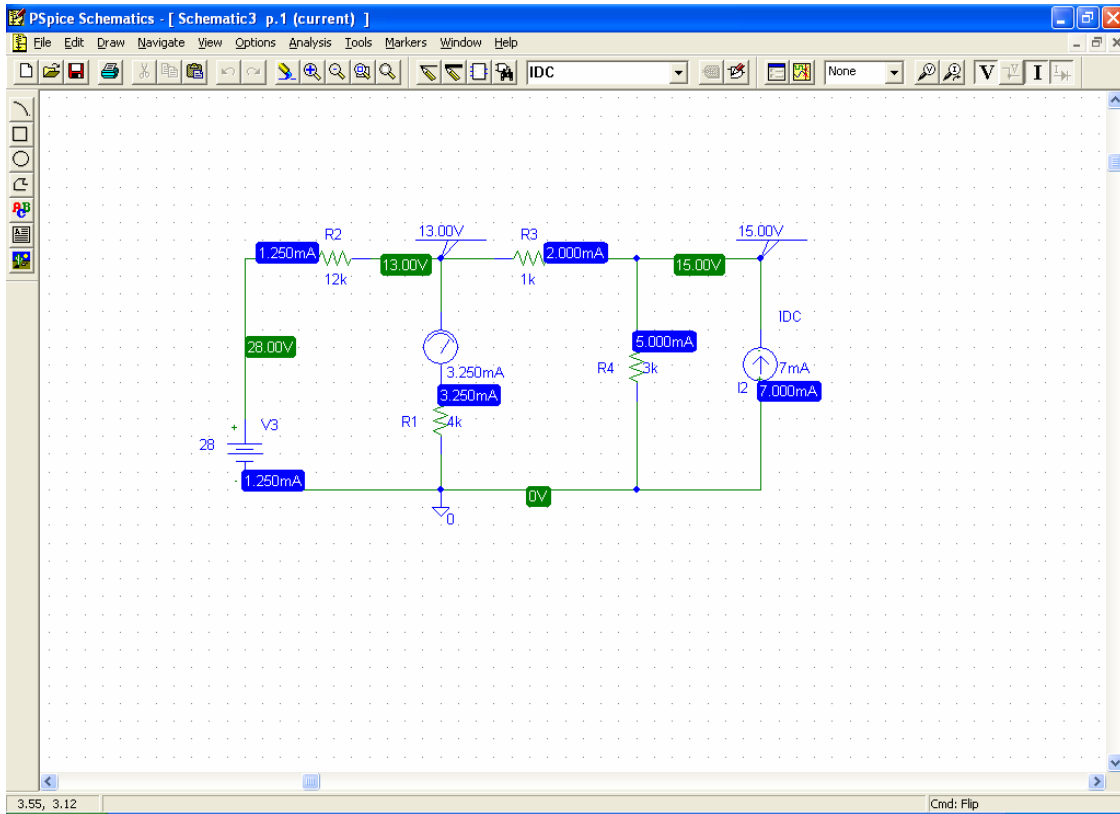 PSpice Schematics - [ Schematic3 p.1 (current) ]
File Edit Draw Navigate View Options Analysis Tools Markers Window Help
IDC None V V I
ABC
R2 13.00V R3 15.00V
1.250mA 13.00V 2.000mA 15.00V
12k 1k
IDC
28.00V 5.000mA
3.250mA R4 3k 7mA
3.250mA I2 7.000mA
+ V3 R1 4k
28
- 1.250mA 0V
0
3.55, 3.12 Cmd: Flip